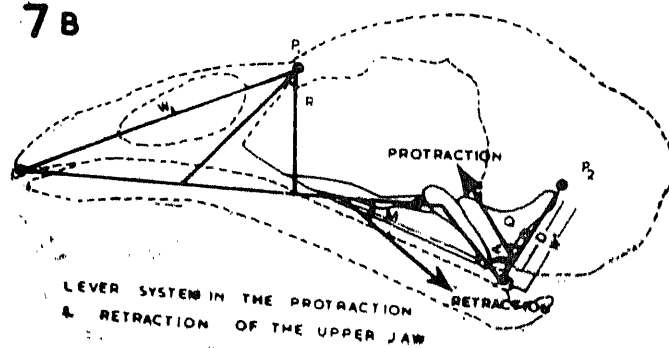 7 B
P
W
R
PROTRACTION
P2
M
Q
A
D
RETRACTION
LEVER SYSTEM IN THE PROTRACTION
& RETRACTION OF THE UPPER JAW